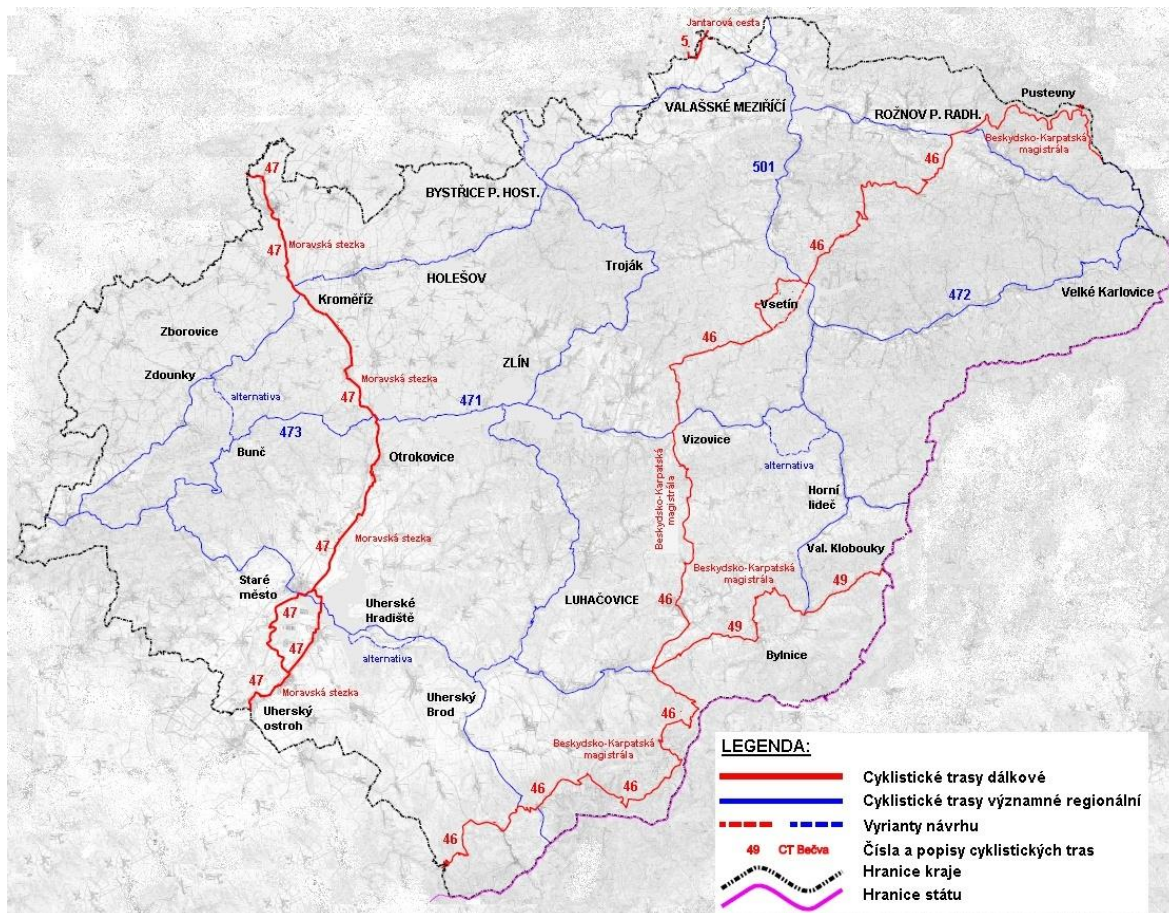 Jantarová cesta
5
Pustevny
VALAŠSKÉ MEZIŘÍČÍ
ROŽNOV P. RADH.
Beskydsko-Karpatská
magistrála
46
47
501
BYSTŘICE P. HOST.
47
Moravská stezka
46
Troják
HOLEŠOV
Kroměříž
472
Velké Karlovice
Vsetín
Zborovice
46
ZLÍN
Zdounky
Moravská stezka
alternativa
47
471
473
Vizovice
Bunč
Otrokovice
alternativa
Beskydsko-Karpatská
magistrála
Horní
lideč
47
Moravská stezka
Val. Klobouky
Beskydsko-Karpatská
magistrála
49
Staré
město
Uherské
Hradiště
LUHAČOVICE
46
47
49
47
alternativa
Bylnice
47
Moravská stezka
Uherský
ostroh
Uherský
Brod
46
Beskydsko-Karpatská
magistrála
46
46
46
LEGENDA:
Cyklistické trasy dálkové
Cyklistické trasy významné regionální
Vyrianty návrhu
49 CT Bečva Čísla a popisy cyklistických tras
Hranice kraje
Hranice státu